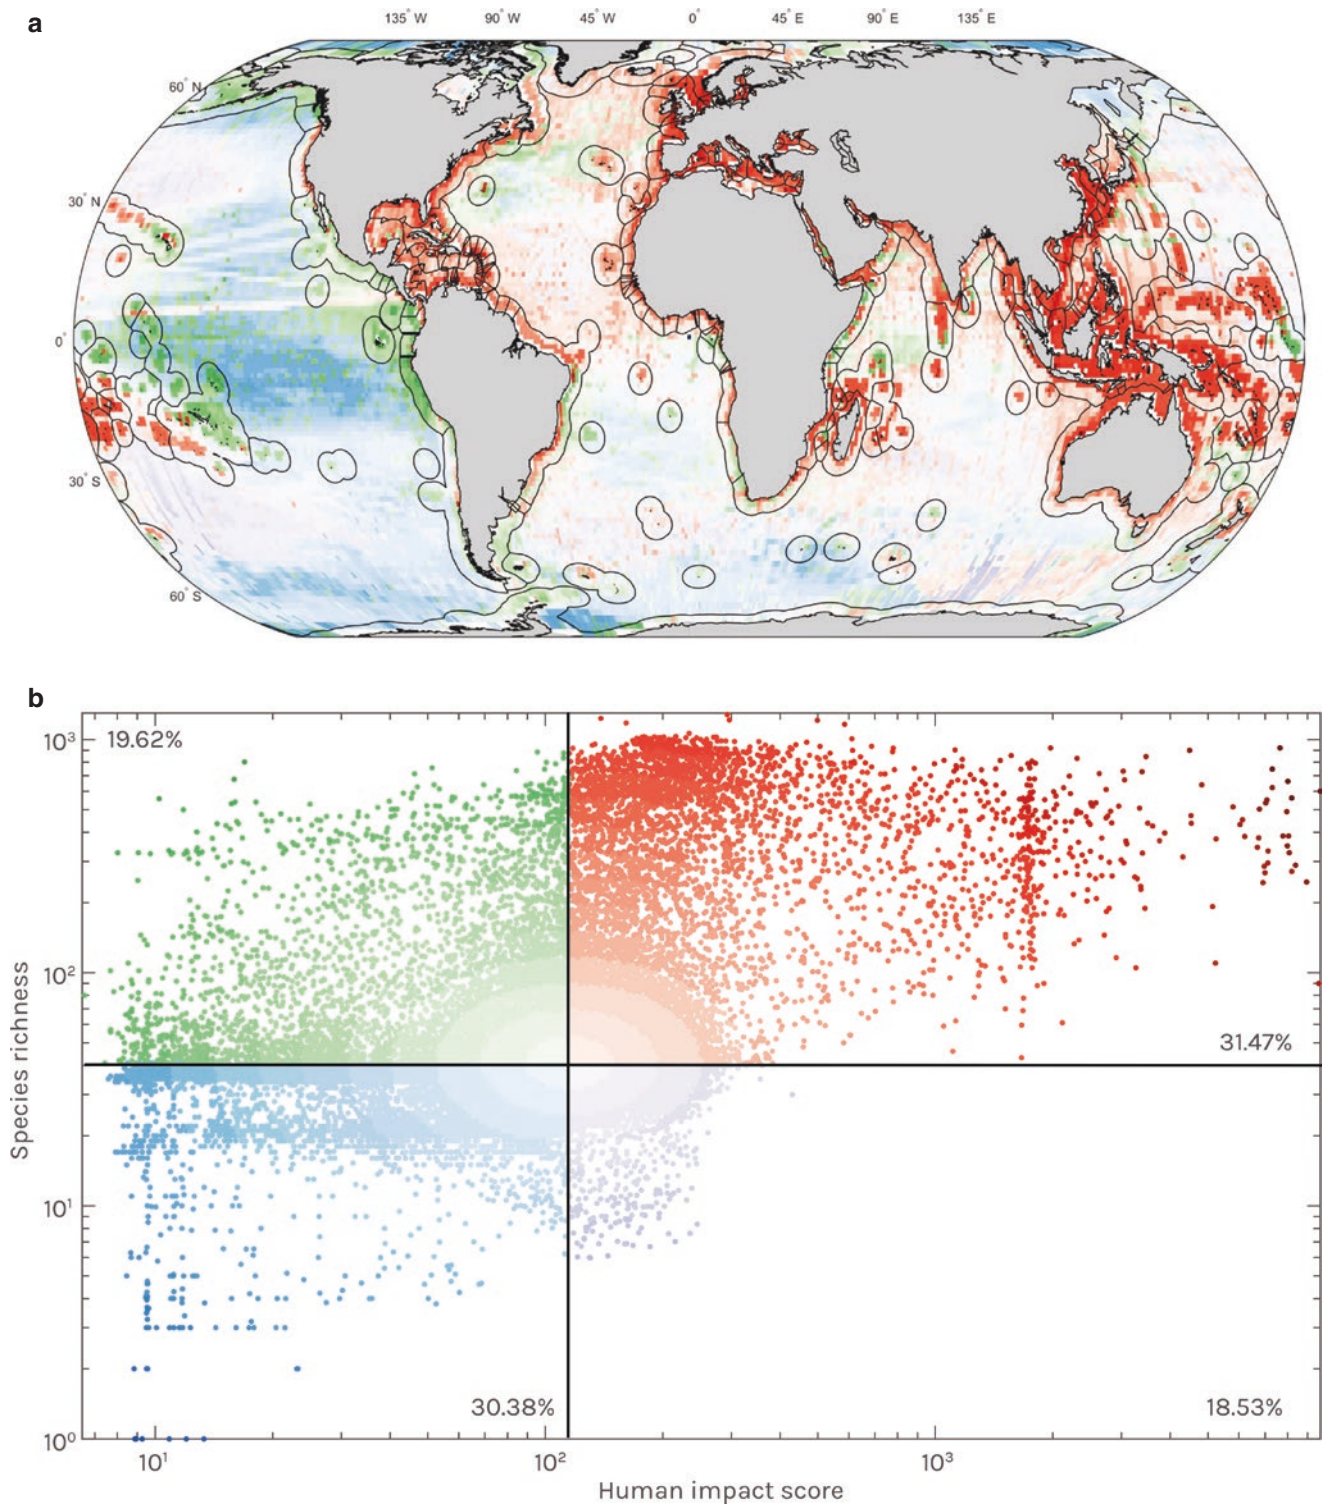 a
135° W 90° W 45° W 0° 45° E 90° E 135° E
60° N
30° N
0°
30° S
60° S
b
10³
19.62%
10²
31.47%
Species richness
10¹
30.38%
18.53%
10⁰
10¹ 10² 10³
Human impact score